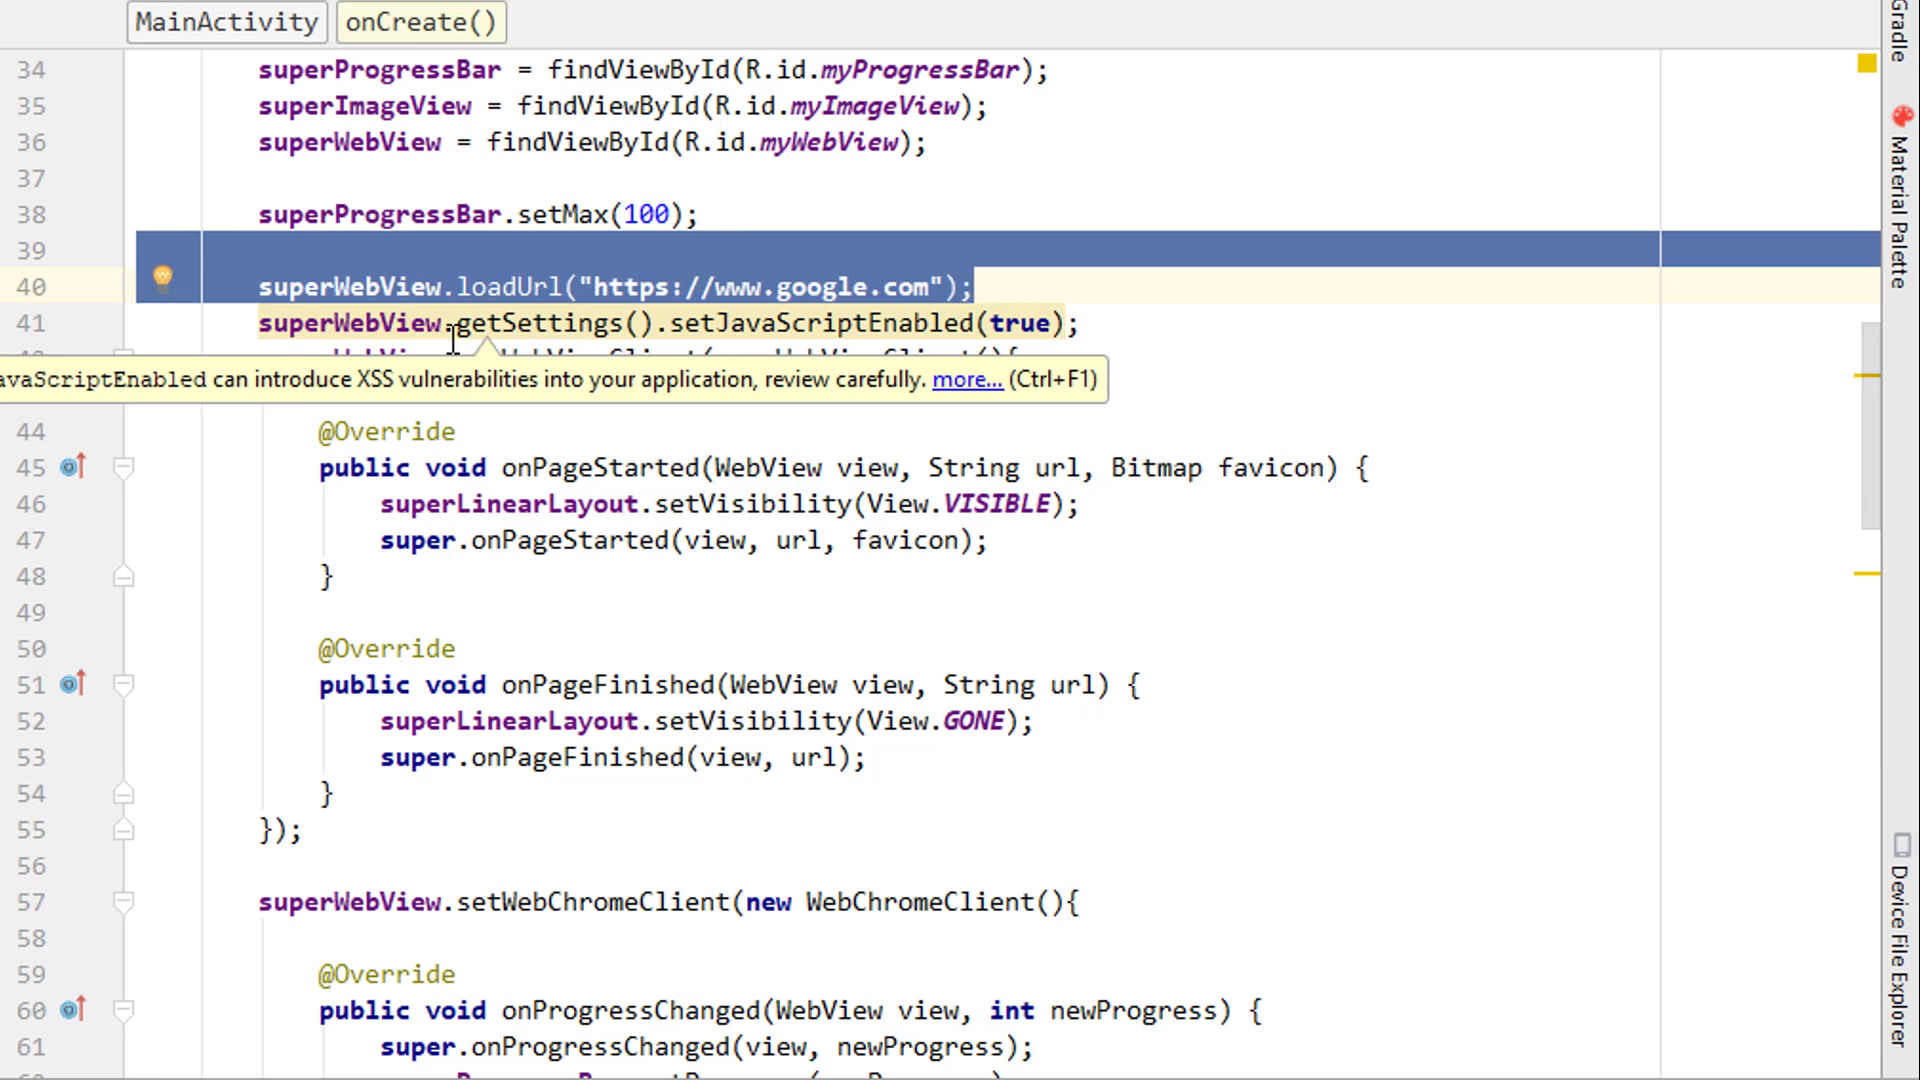 MainActivity onCreate()
34 superProgressBar = findViewById(R.id.myProgressBar);
35 superImageView = findViewById(R.id.myImageView);
36 superWebView = findViewById(R.id.myWebView);
37
38 superProgressBar.setMax(100);
39
40 superWebView.loadUrl("https://www.google.com");
41 superWebView.getSettings().setJavaScriptEnabled(true);
avaScriptEnabled can introduce XSS vulnerabilities into your application, review carefully. more... (Ctrl+F1)
44 @Override
45 public void onPageStarted(WebView view, String url, Bitmap favicon) {
46 superLinearLayout.setVisibility(View.VISIBLE);
47 super.onPageStarted(view, url, favicon);
48 }
49
50 @Override
51 public void onPageFinished(WebView view, String url) {
52 superLinearLayout.setVisibility(View.GONE);
53 super.onPageFinished(view, url);
54 }
55 });
56
57 superWebView.setWebChromeClient(new WebChromeClient(){
58
59 @Override
60 public void onProgressChanged(WebView view, int newProgress) {
61 super.onProgressChanged(view, newProgress);
Gradle
Material Palette
Device File Explorer